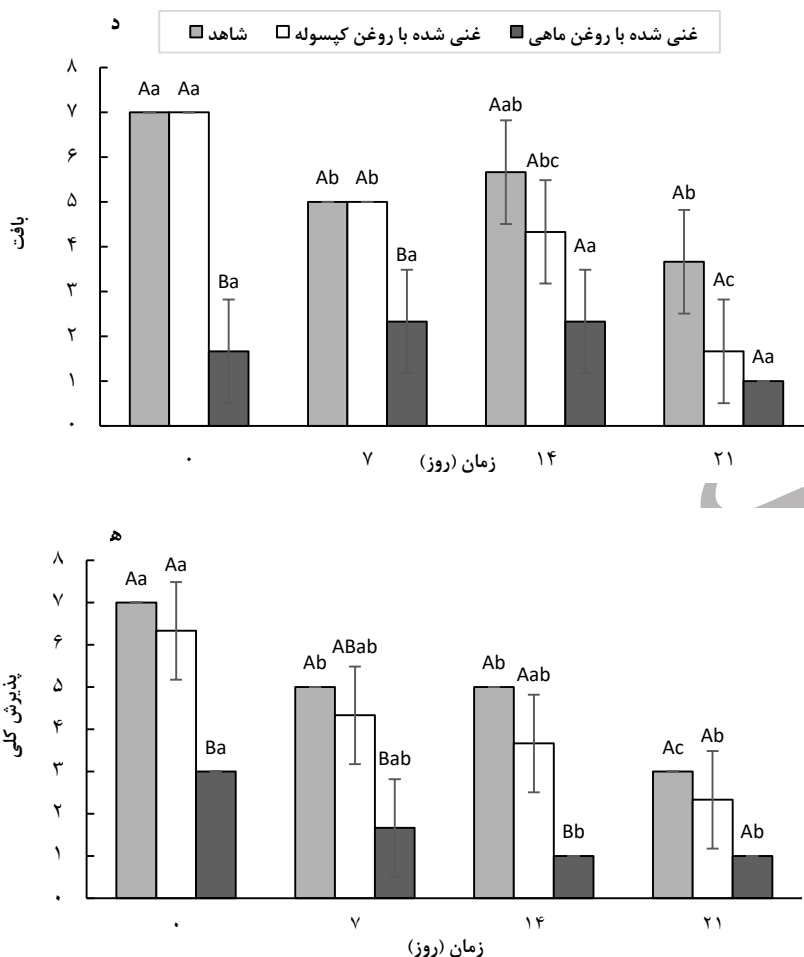 د
شاهد غنی شده با روغن کپسوله غنی شده با روغن ماهی
بافت
۸
۷
۶
۵
۴
۳
۲
۱
۰
Aa Aa Ba
Ab Ab Ba
Aab Abc Aa
Ab Ac Aa
۰ ۷ ۱۴ ۲۱
زمان (روز)
ه
پذیرش کلی
۸
۷
۶
۵
۴
۳
۲
۱
۰
Aa Aa Ba
Ab ABab Bab
Ab Aab Bb
Ac Ab Ab
۰ ۷ ۱۴ ۲۱
زمان (روز)